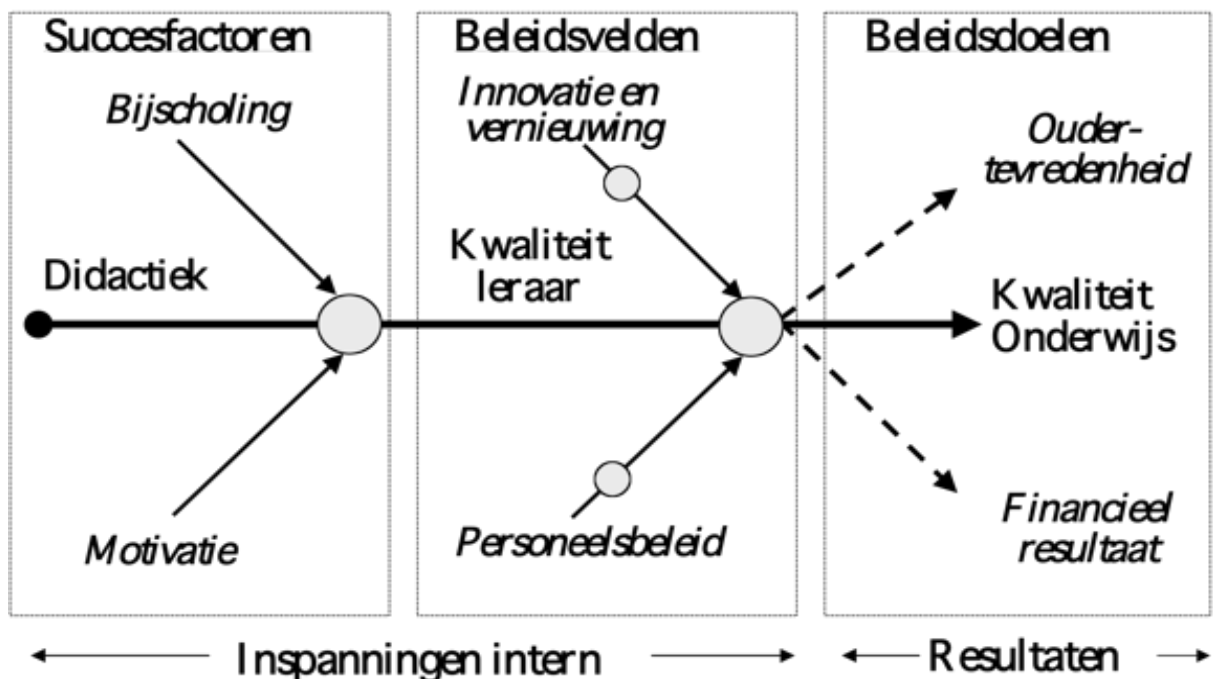 Succesfactoren
Bijscholing
Didactiek
Motivatie
Beleidsvelden
Innovatie en
vernieuwing
Kwaliteit
leraar
Personeelsbeleid
Beleidsdoelen
Ouder-
tevredenheid
Kwaliteit
Onderwijs
Financieel
resultaat
Inspanningen intern
Resultaten